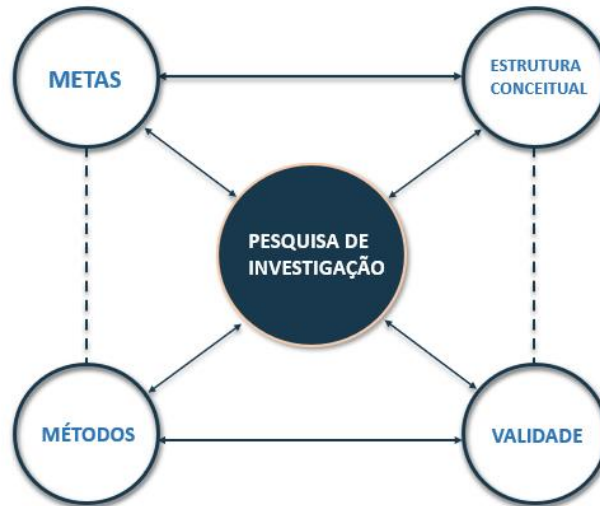 METAS
ESTRUTURA
CONCEITUAL
PESQUISA DE
INVESTIGAÇÃO
MÉTODOS
VALIDADE